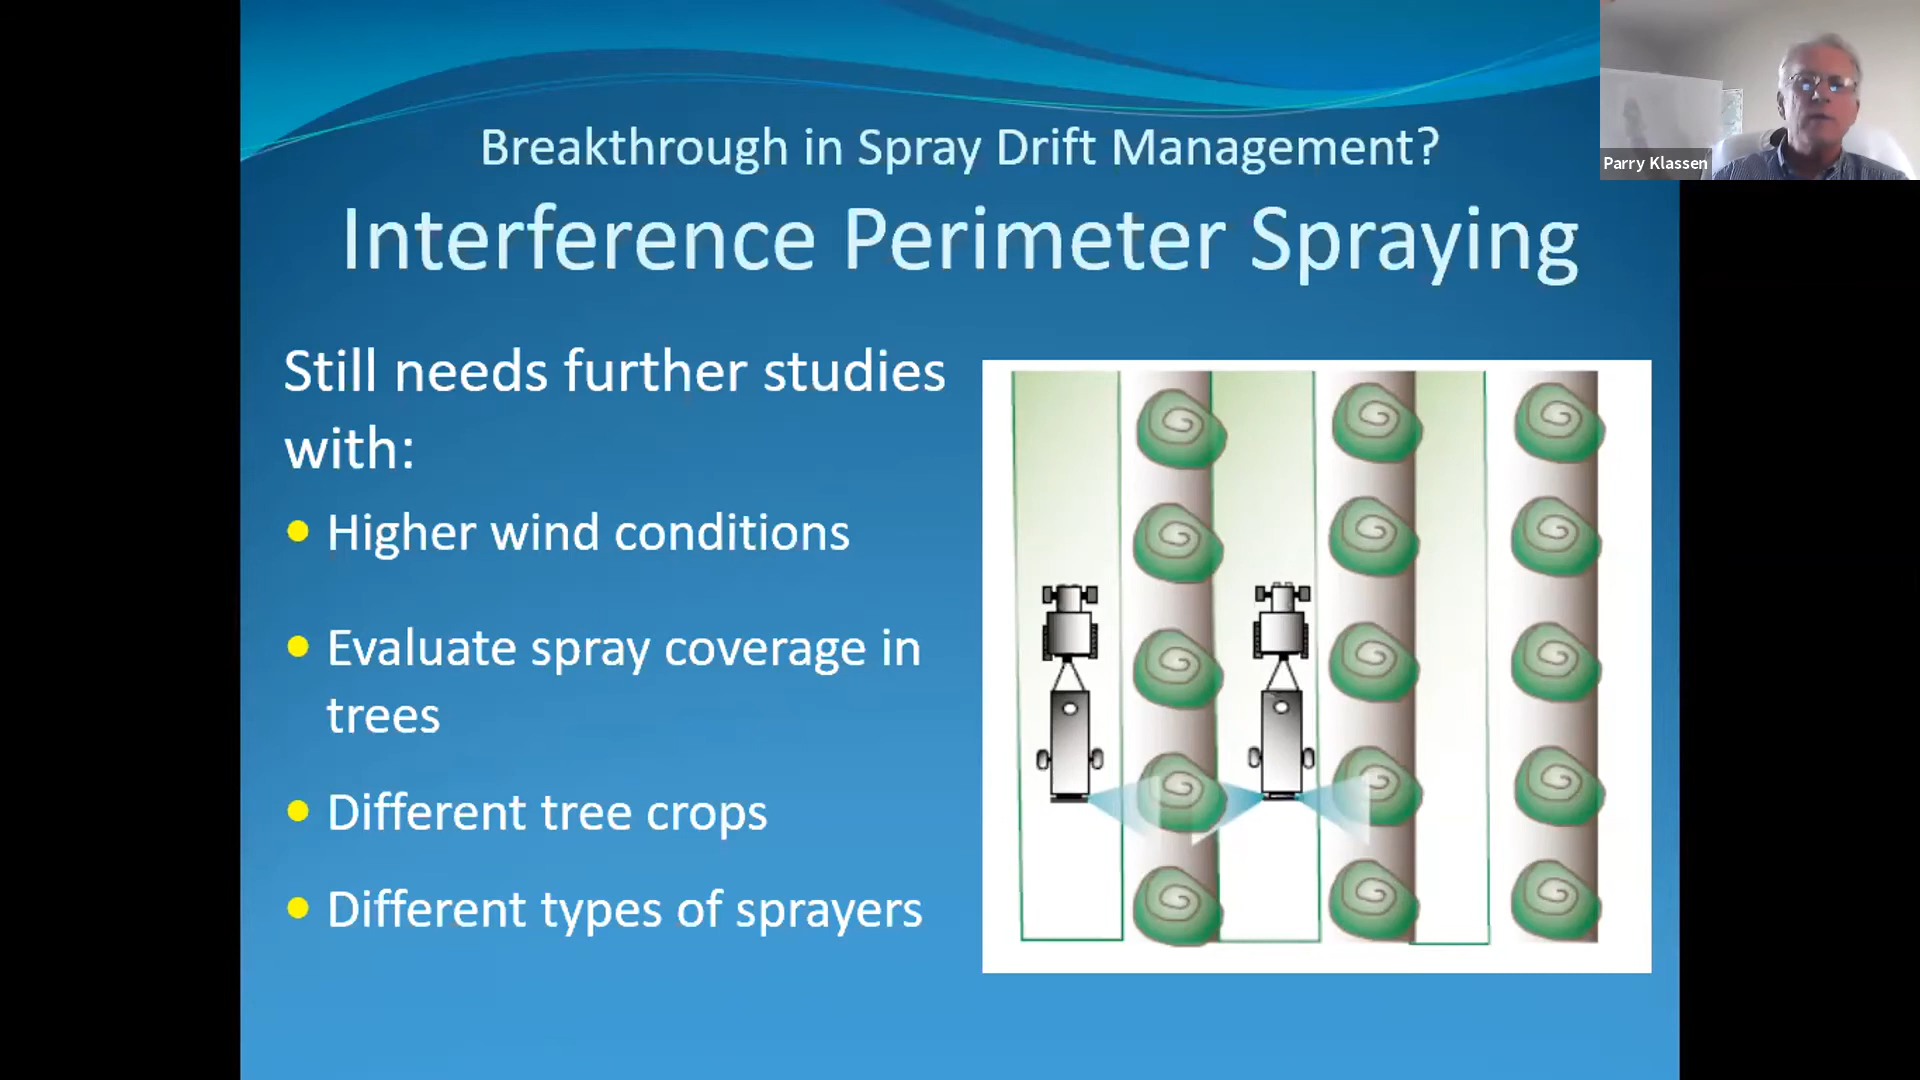 Breakthrough in Spray Drift Management?
Interference Perimeter Spraying
Parry Klassen
Still needs further studies
with:
Higher wind conditions
Evaluate spray coverage in
trees
Different tree crops
Different types of sprayers